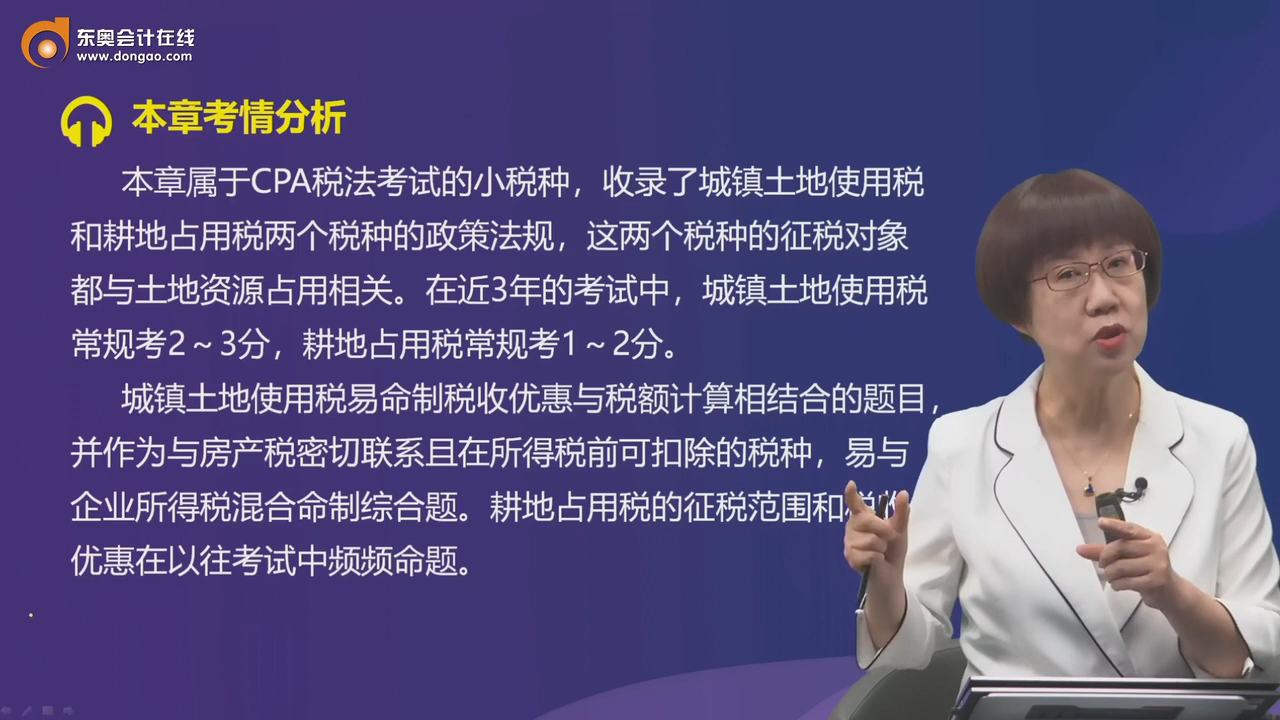 东奥会计在线
www.dongao.com
本章考情分析
本章属于CPA税法考试的小税种，收录了城镇土地使用税
和耕地占用税两个税种的政策法规，这两个税种的征税对象
都与土地资源占用相关。在近3年的考试中，城镇土地使用税
常规考2～3分，耕地占用税常规考1～2分。
城镇土地使用税易命制税收优惠与税额计算相结合的题目，
并作为与房产税密切联系且在所得税前可扣除的税种，易与
企业所得税混合命制综合题。耕地占用税的征税范围和税收
优惠在以往考试中频频命题。